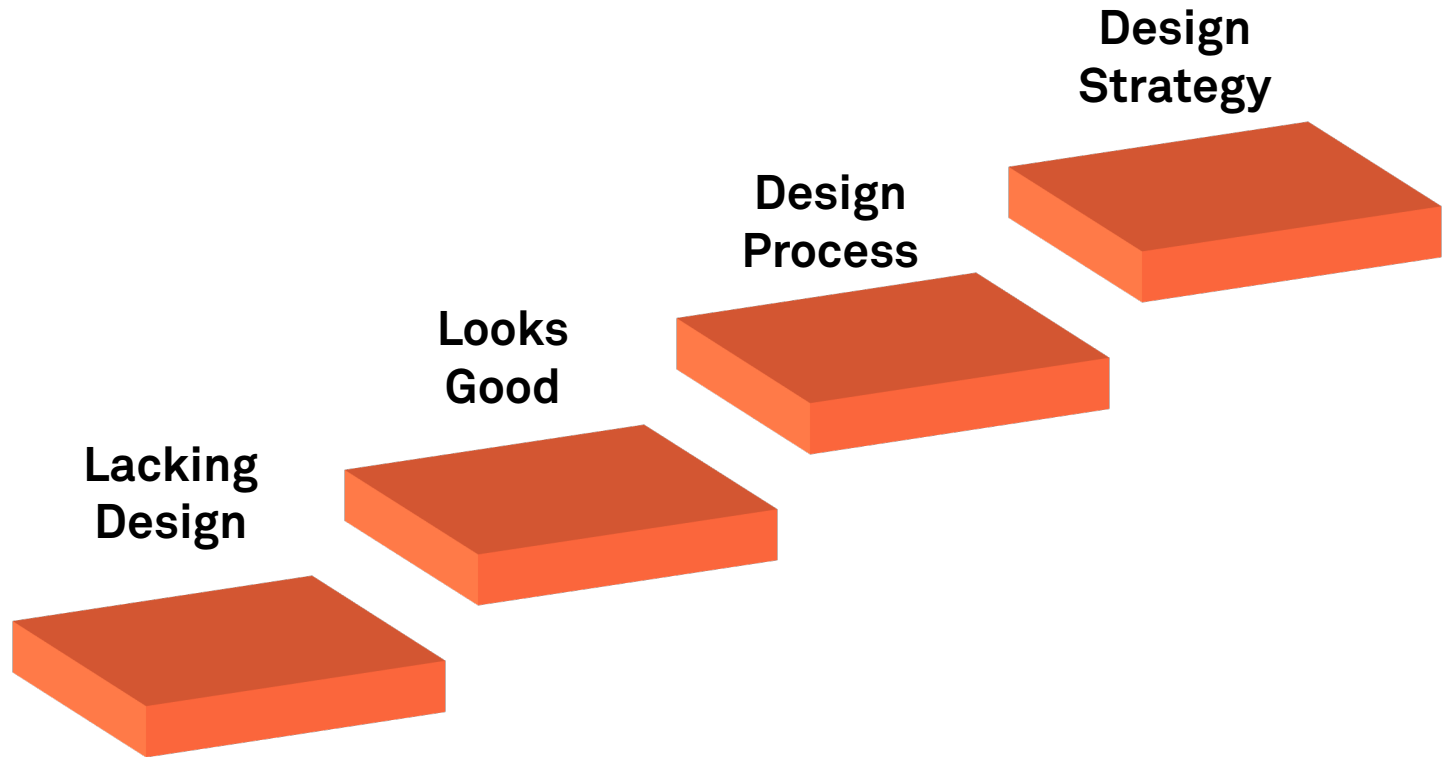 Design
Strategy
Design
Process
Looks
Good
Lacking
Design